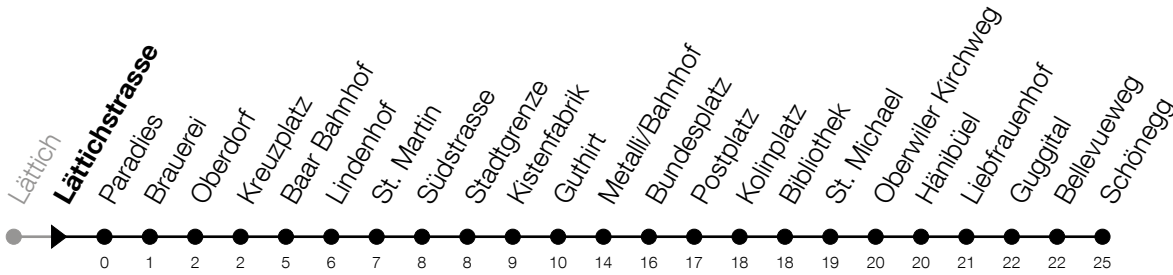 Lättich
Lättichstrasse
Paradies
Brauerei
Oberdorf
Kreuzplatz
Baar Bahnhof
Lindenhof
St. Martin
Südstrasse
Stadtgrenze
Kistenfabrik
Guthirt
Metalli/Bahnhof
Bundesplatz
Postplatz
Kolinplatz
Bibliothek
St. Michael
Oberwiler Kirchweg
Hänibüel
Liebfrauenhof
Guggital
Bellevueweg
Schönegg
0 1 2 2 5 6 7 8 8 9 10 14 16 17 18 18 19 20 20 21 22 22 25